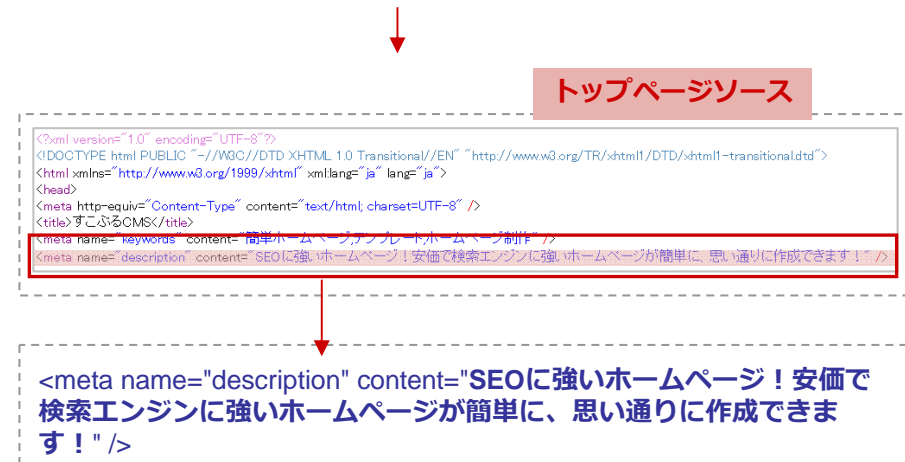 トップページソース
<?xml version="1.0" encoding="UTF-8"?>
<!DOCTYPE html PUBLIC "-//W3C//DTD XHTML 1.0 Transitional//EN" "http://www.w3.org/TR/xhtml1/DTD/xhtml1-transitional.dtd">
<html xmlns="http://www.w3.org/1999/xhtml" xml:lang="ja" lang="ja">
<head>
<meta http-equiv="Content-Type" content="text/html; charset=UTF-8" />
<title>すこぶるCMS</title>
<meta name="keywords" content="簡単ホームページ,テンプレート,ホームページ制作" />
<meta name="description" content="SEOに強いホームページ！安価で検索エンジンに強いホームページが簡単に、思い通りに作成できます！" />
<meta name="description" content="SEOに強いホームページ！安価で
検索エンジンに強いホームページが簡単に、思い通りに作成できま
す！" />